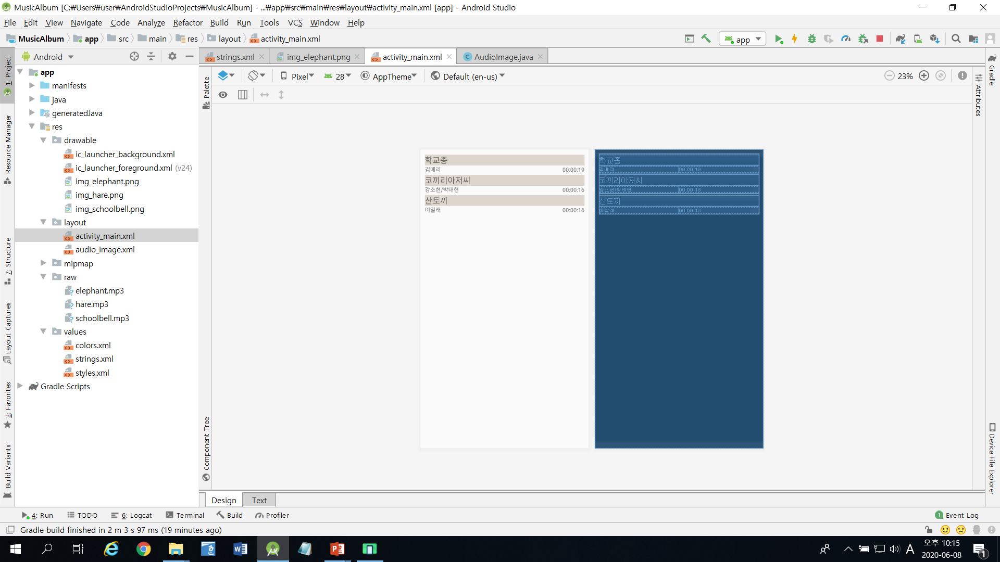 MusicAlbum [C:₩Users₩user₩AndroidStudioProjects₩MusicAlbum] - ...₩app₩src₩main₩res₩layout₩activity_main.xml [app] - Android Studio
File Edit View Navigate Code Analyze Refactor Build Run Tools VCS Window Help
MusicAlbum app src main res layout activity_main.xml
app
1: Project
Resource Manager
7: Structure
Layout Captures
2: Favorites
Build Variants
Android
app
manifests
java
generatedJava
res
drawable
ic_launcher_background.xml
ic_launcher_foreground.xml (v24)
img_elephant.png
img_hare.png
img_schoolbell.png
layout
activity_main.xml
audio_image.xml
mipmap
raw
elephant.mp3
hare.mp3
schoolbell.mp3
values
colors.xml
strings.xml
styles.xml
Gradle Scripts
strings.xml img_elephant.png activity_main.xml AudioImage.java
Palette
Component Tree
Pixel 28 AppTheme Default (en-us) 23%
학교종
김메리 00:00:19
코끼리아저씨
강소현/박태현 00:00:16
산토끼
이일래 00:00:16
학교종
김메리 00:00:19
코끼리아저씨
강소현/박태현 00:00:16
산토끼
이일래 00:00:16
Attributes
Gradle
Device File Explorer
Design Text
4: Run TODO 6: Logcat Terminal Build Profiler 1 Event Log
Gradle build finished in 2 m 3 s 97 ms (19 minutes ago)
A
오후 10:15
2020-06-08
1